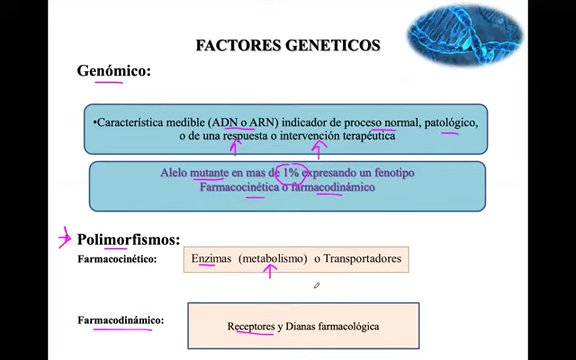 FACTORES GENETICOS
Genómico:
•Característica medible (ADN o ARN) indicador de proceso normal, patológico,
o de una respuesta o intervención terapéutica
Alelo mutante en mas de 1% expresando un fenotipo
Farmacocinética o farmacodinámico
Polimorfismos:
Farmacocinético:
Enzimas (metabolismo) o Transportadores
Farmacodinámico:
Receptores y Dianas farmacológica